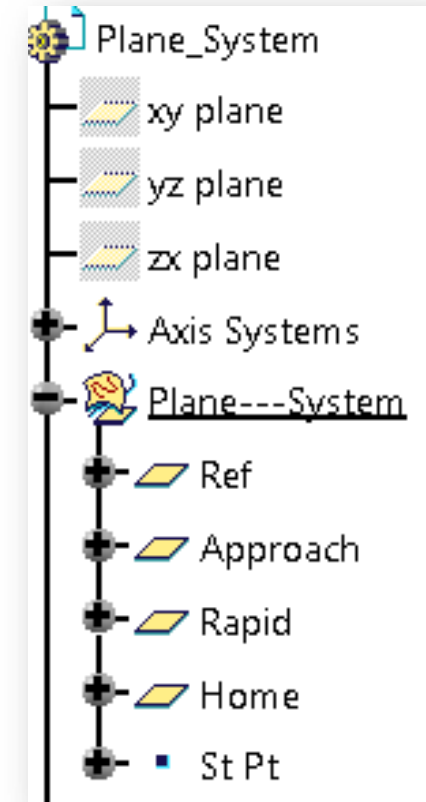 Plane_System
xy plane
yz plane
zx plane
Axis Systems
Plane---System
Ref
Approach
Rapid
Home
St Pt